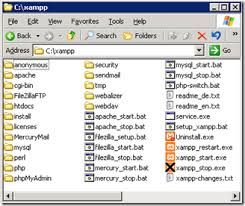 C:\xampp
File Edit View Favorites Tools Help
Back Search Folders
Address C:\xampp Go
anonymous
apache
cgi-bin
FileZillaFTP
htdocs
install
licenses
MercuryMail
mysql
perl
php
phpMyAdmin
security
sendmail
tmp
webalizer
webdav
apache_start.bat
apache_stop.bat
filezilla_setup.bat
filezilla_start.bat
filezilla_stop.bat
mercury_start.bat
mercury_stop.bat
mysql_start.bat
mysql_stop.bat
php-switch.bat
readme_de.txt
readme_en.txt
service.exe
setup_xampp.bat
Uninstall.exe
xampp_restart.exe
xampp_start.exe
xampp_stop.exe
xampp-changes.txt